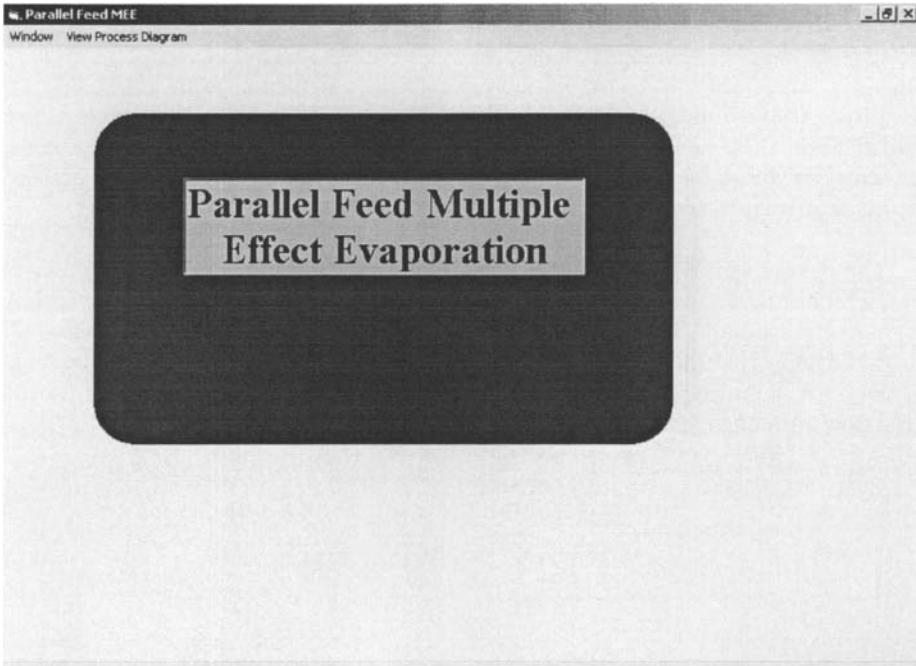 Parallel Feed MEE
Window View Process Diagram
Parallel Feed Multiple
Effect Evaporation